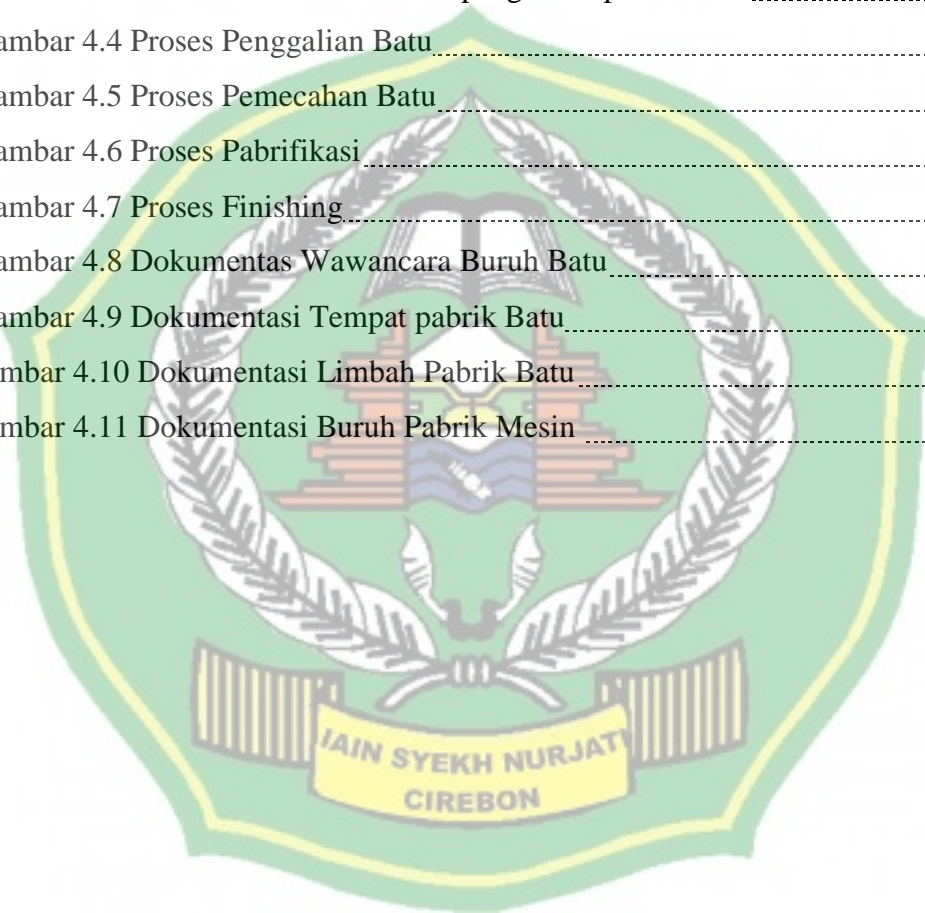 ambar 4.4 Proses Penggalian Batu
ambar 4.5 Proses Pemecahan Batu
ambar 4.6 Proses Pabrifikasi
ambar 4.7 Proses Finishing
ambar 4.8 Dokumentas Wawancara Buruh Batu
ambar 4.9 Dokumentasi Tempat pabrik Batu
mbar 4.10 Dokumentasi Limbah Pabrik Batu
mbar 4.11 Dokumentasi Buruh Pabrik Mesin
IAIN SYEKH NURJATI
CIREBON